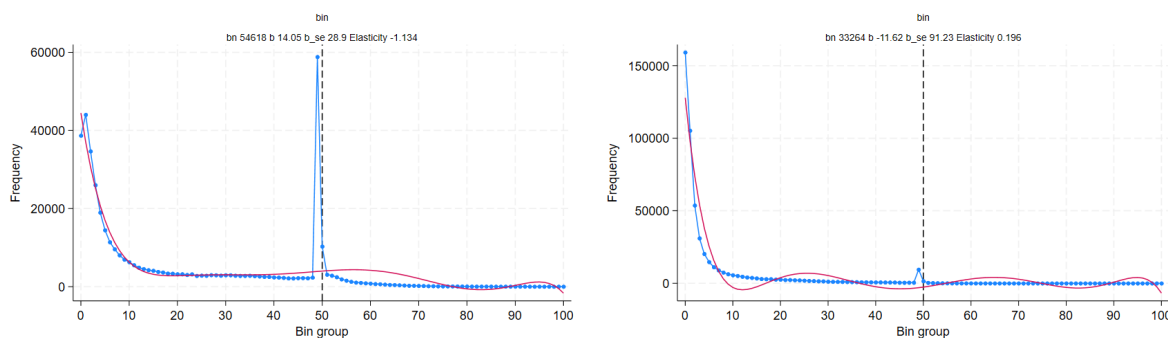 bin
bn 54618 b 14.05 b_se 28.9 Elasticity -1.134
60000
40000
20000
0
Frequency
0 10 20 30 40 50 60 70 80 90 100
Bin group
bin
bn 33264 b -11.62 b_se 91.23 Elasticity 0.196
150000
100000
50000
0
Frequency
0 10 20 30 40 50 60 70 80 90 100
Bin group